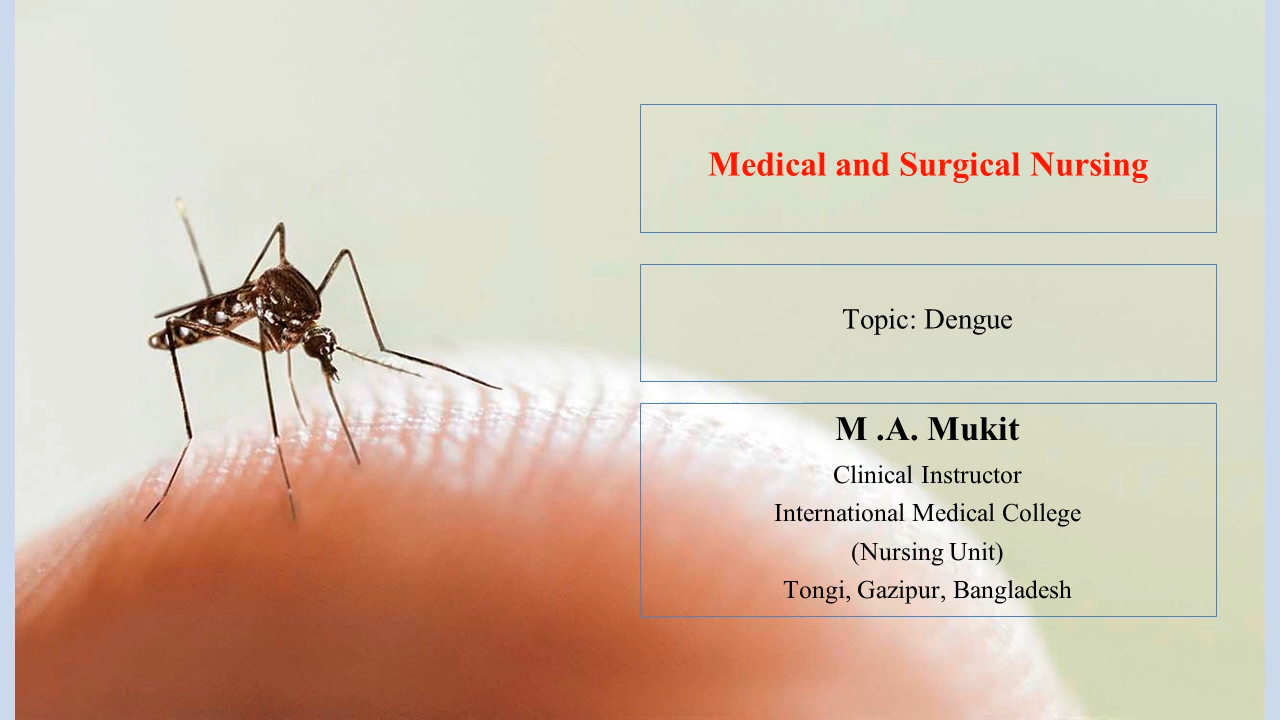 Medical and Surgical Nursing
Topic: Dengue
M .A. Mukit
Clinical Instructor
International Medical College
(Nursing Unit)
Tongi, Gazipur, Bangladesh